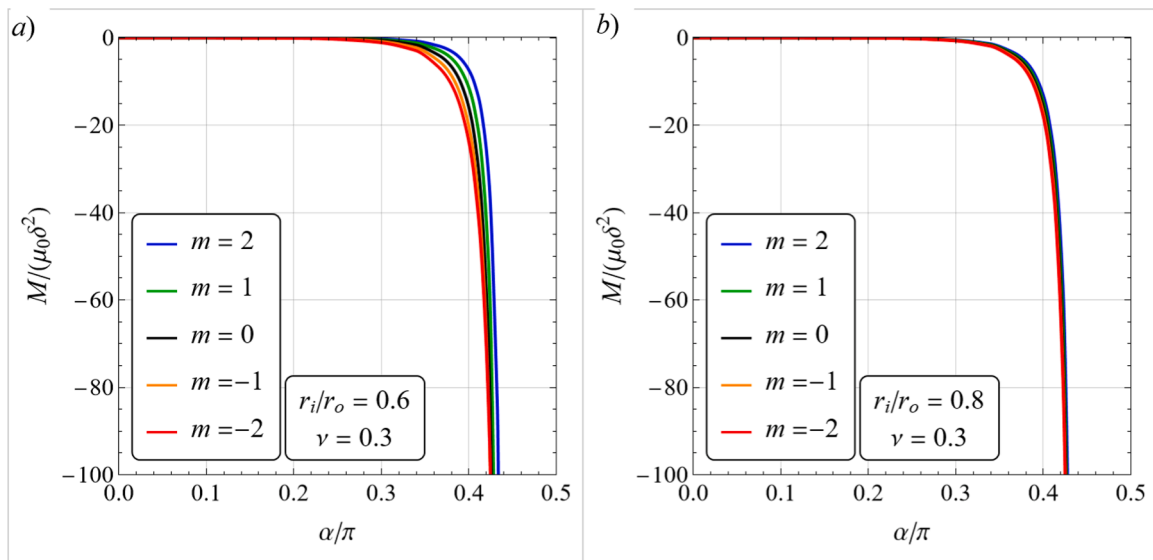 a)
0
−20
−40
−60
−80
−100
M/(μ₀δ²)
m = 2
m = 1
m = 0
m = −1
m = −2
rᵢ/rₒ = 0.6
ν = 0.3
0.0 0.1 0.2 0.3 0.4 0.5
α/π
b)
0
−20
−40
−60
−80
−100
M/(μ₀δ²)
m = 2
m = 1
m = 0
m = −1
m = −2
rᵢ/rₒ = 0.8
ν = 0.3
0.0 0.1 0.2 0.3 0.4 0.5
α/π